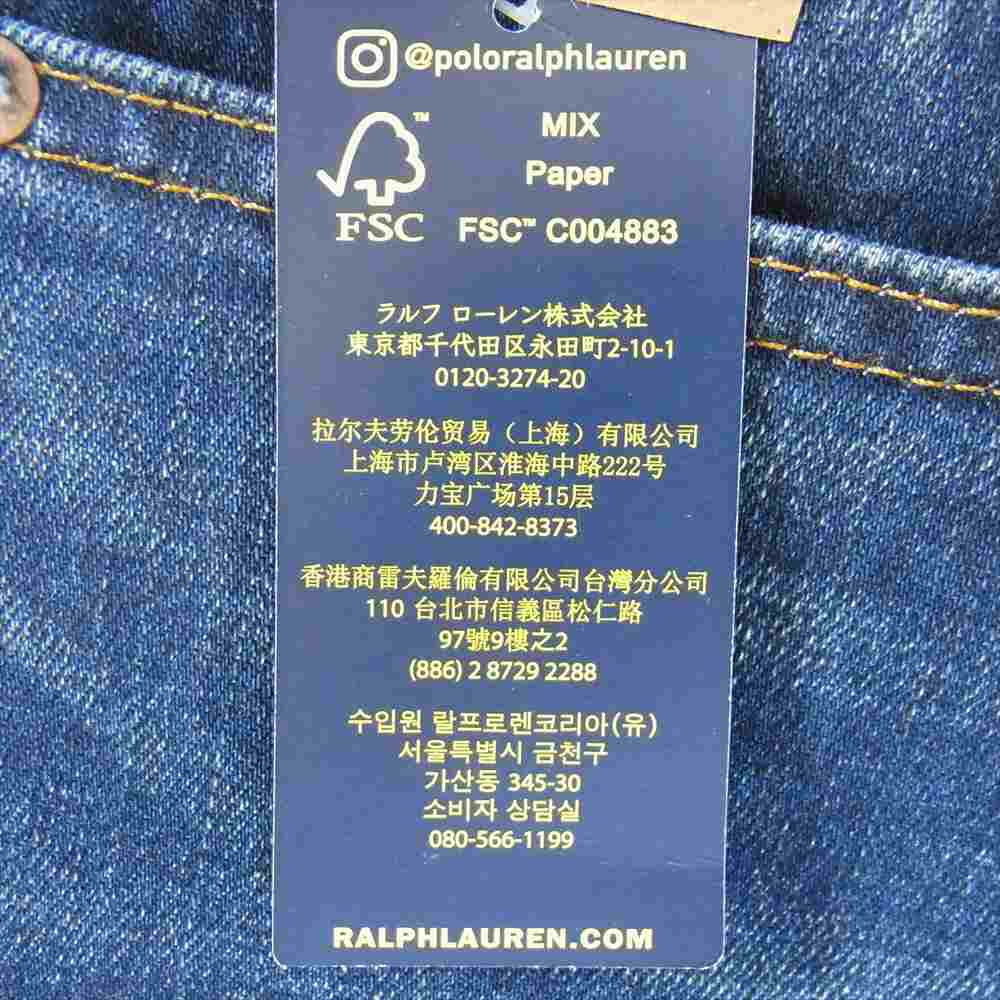 @poloralphlauren
MIX
Paper
FSC™ C004883
FSC
ラルフ ローレン株式会社
東京都千代田区永田町2-10-1
0120-3274-20
拉尔夫劳伦贸易（上海）有限公司
上海市卢湾区淮海中路222号
力宝广场第15层
400-842-8373
香港商雷夫羅倫有限公司台灣分公司
110 台北市信義區松仁路
97號9樓之2
(886) 2 8729 2288
수입원 랄프로렌코리아(유)
서울특별시 금천구
가산동 345-30
소비자 상담실
080-566-1199
RALPHLAUREN.COM